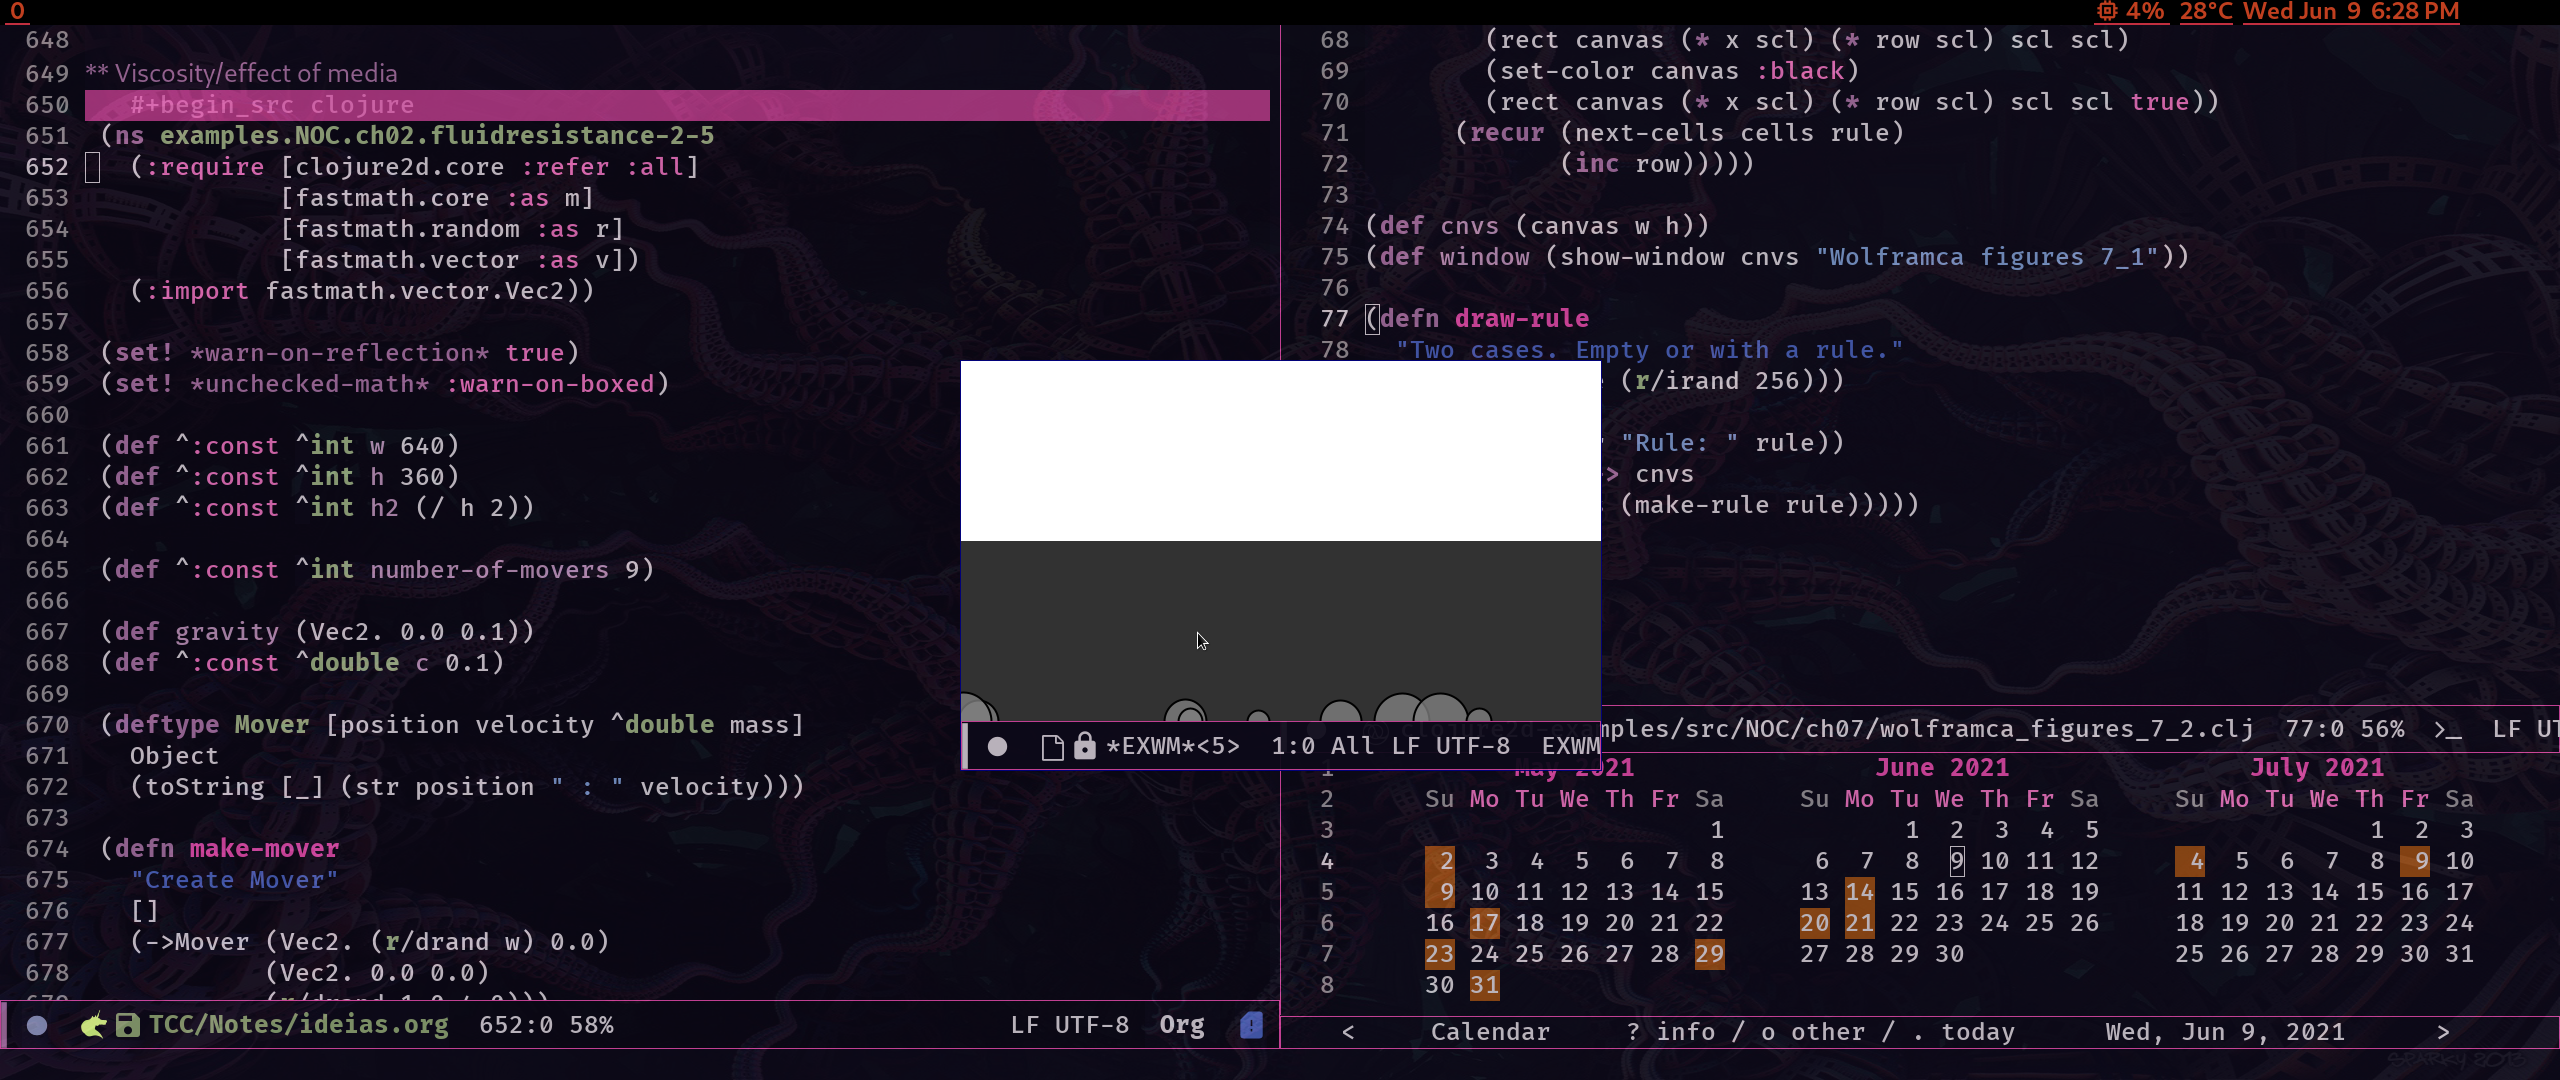 0
4% 28°C Wed Jun 9 6:28 PM
648
649 ** Viscosity/effect of media
650 #+begin_src clojure
651 (ns examples.NOC.ch02.fluidresistance-2-5
652 (:require [clojure2d.core :refer :all]
653 [fastmath.core :as m]
654 [fastmath.random :as r]
655 [fastmath.vector :as v])
656 (:import fastmath.vector.Vec2))
657
658 (set! *warn-on-reflection* true)
659 (set! *unchecked-math* :warn-on-boxed)
660
661 (def ^:const ^int w 640)
662 (def ^:const ^int h 360)
663 (def ^:const ^int h2 (/ h 2))
664
665 (def ^:const ^int number-of-movers 9)
666
667 (def gravity (Vec2. 0.0 0.1))
668 (def ^:const ^double c 0.1)
669
670 (deftype Mover [position velocity ^double mass]
671 Object
672 (toString [_] (str position " : " velocity)))
673
674 (defn make-mover
675 "Create Mover"
676 []
677 (->Mover (Vec2. (r/drand w) 0.0)
678 (Vec2. 0.0 0.0)
TCC/Notes/ideias.org 652:0 58% LF UTF-8 Org
68 (rect canvas (* x scl) (* row scl) scl scl)
69 (set-color canvas :black)
70 (rect canvas (* x scl) (* row scl) scl scl true))
71 (recur (next-cells cells rule)
72 (inc row)))))
73
74 (def cnvs (canvas w h))
75 (def window (show-window cnvs "Wolframca figures 7_1"))
76
77 (defn draw-rule
78 "Two cases. Empty or with a rule."
(r/irand 256)))
"Rule: " rule))
> cnvs
(make-rule rule)))))
*EXWM*<5> 1:0 All LF UTF-8 EXWM
mples/src/NOC/ch07/wolframca_figures_7_2.clj 77:0 56% >_ LF UT
1 May 2021 June 2021 July 2021
2 Su Mo Tu We Th Fr Sa Su Mo Tu We Th Fr Sa Su Mo Tu We Th Fr Sa
3 1 1 2 3 4 5 1 2 3
4 2 3 4 5 6 7 8 6 7 8 9 10 11 12 4 5 6 7 8 9 10
5 9 10 11 12 13 14 15 13 14 15 16 17 18 19 11 12 13 14 15 16 17
6 16 17 18 19 20 21 22 20 21 22 23 24 25 26 18 19 20 21 22 23 24
7 23 24 25 26 27 28 29 27 28 29 30 25 26 27 28 29 30 31
8 30 31
< Calendar ? info / o other / . today Wed, Jun 9, 2021 >